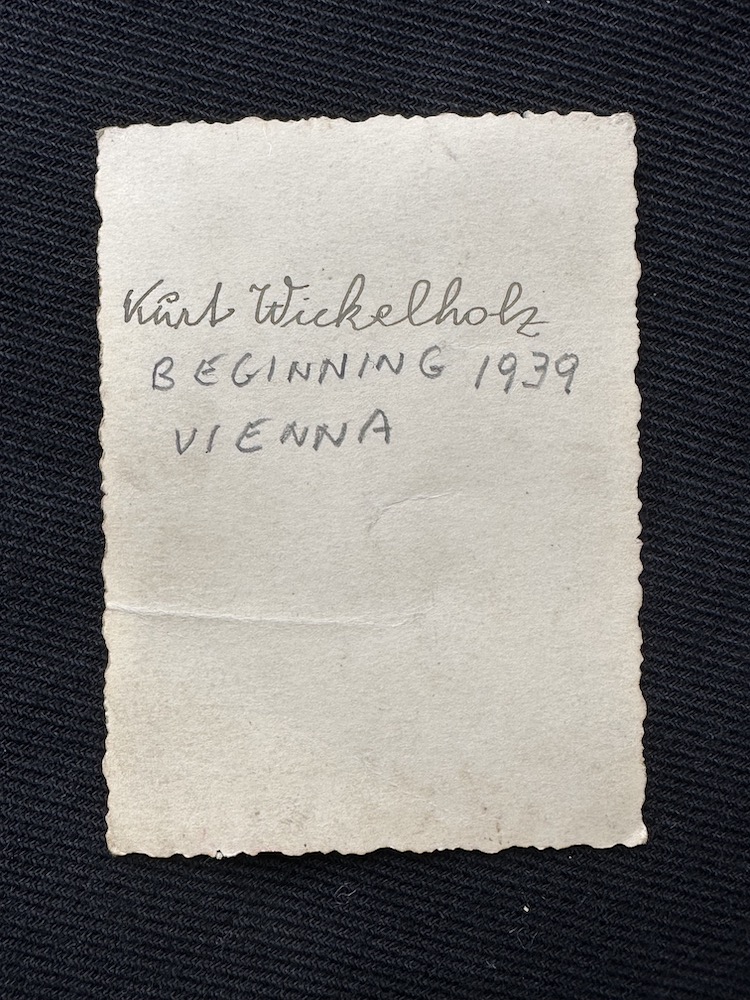 Kurt Wickelholz
BEGINNING 1939
VIENNA